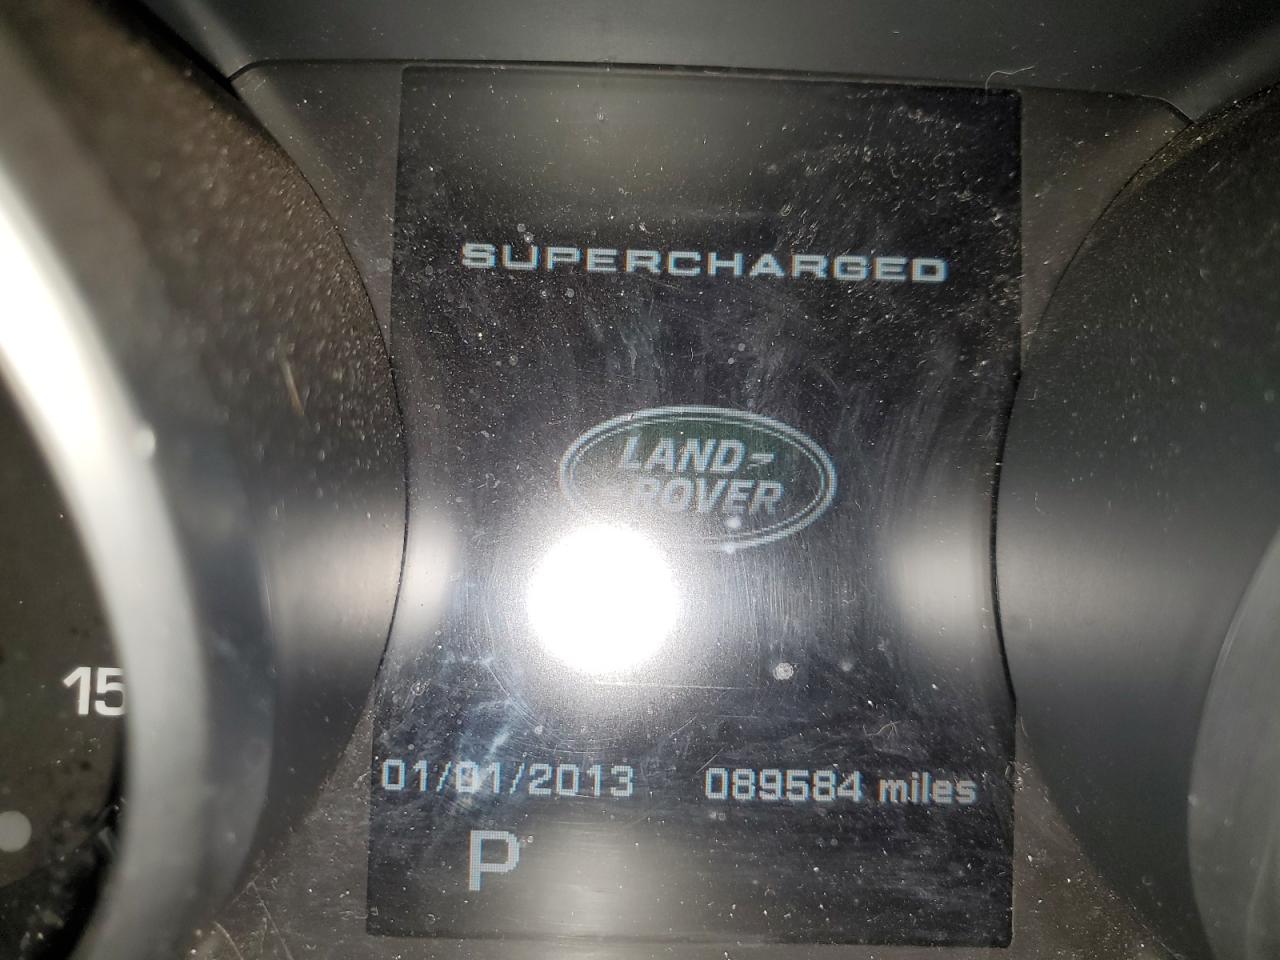 SUPERCHARGED
LAND-
ROVER
15
01/01/2013 089584 miles
P